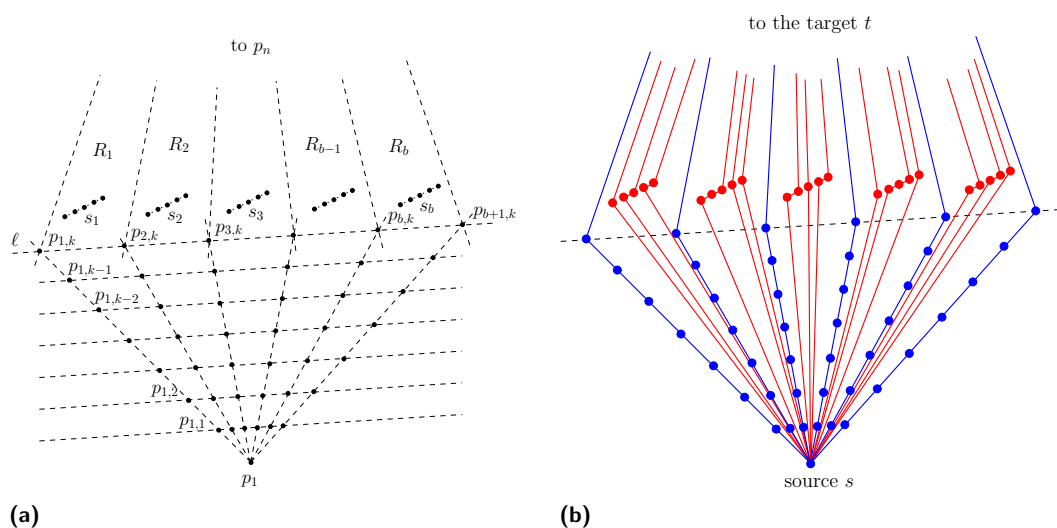 to $p_n$
$R_1$ $R_2$ $R_{b-1}$ $R_b$
$s_1$ $s_2$ $s_3$ $s_b$
$\ell$ $p_{1,k}$ $p_{2,k}$ $p_{3,k}$ $p_{b,k}$ $p_{b+1,k}$
$p_{1,k-1}$
$p_{1,k-2}$
$p_{1,2}$
$p_{1,1}$
$p_1$
(a)
to the target $t$
source $s$
(b)